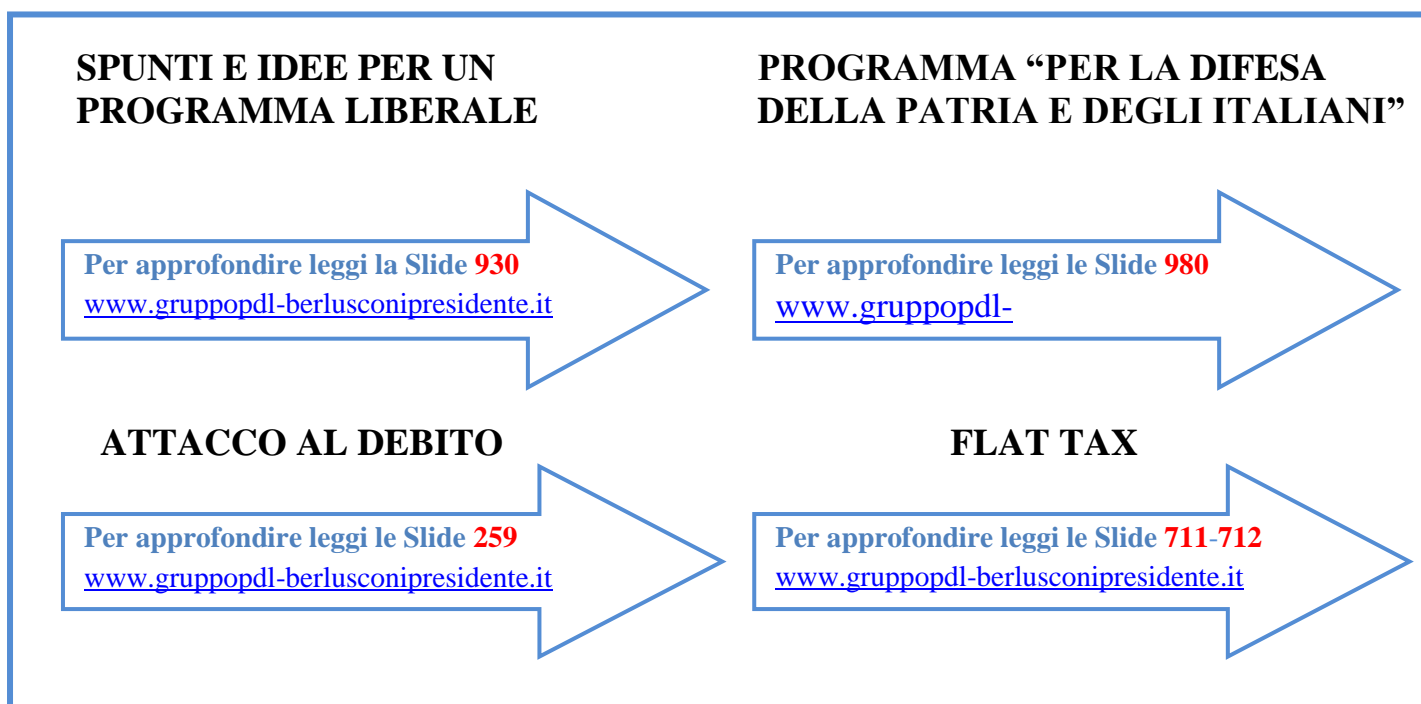 SPUNTI E IDEE PER UN
PROGRAMMA LIBERALE
Per approfondire leggi la Slide 930
www.gruppopdl-berlusconipresidente.it
PROGRAMMA “PER LA DIFESA
DELLA PATRIA E DEGLI ITALIANI”
Per approfondire leggi le Slide 980
www.gruppopdl-
ATTACCO AL DEBITO
Per approfondire leggi le Slide 259
www.gruppopdl-berlusconipresidente.it
FLAT TAX
Per approfondire leggi le Slide 711-712
www.gruppopdl-berlusconipresidente.it